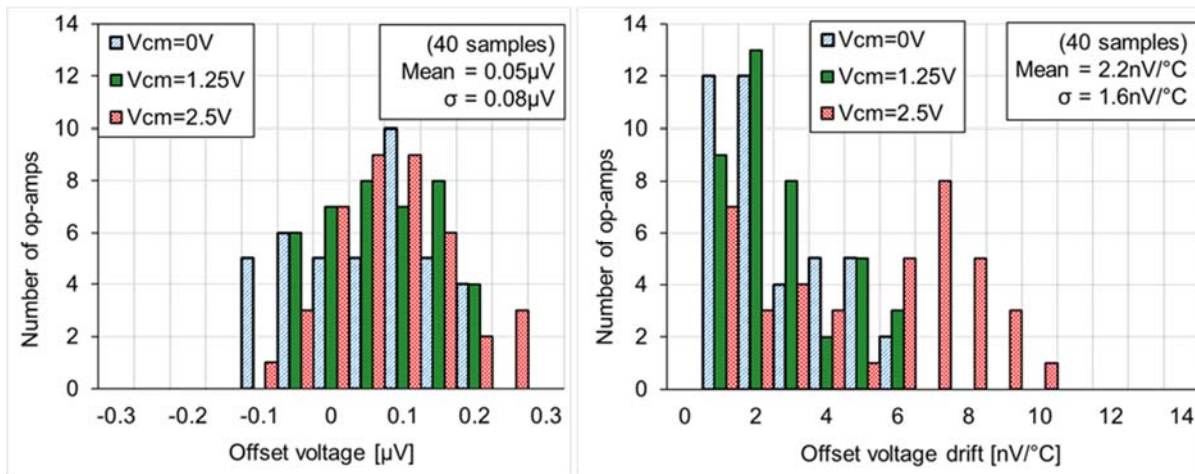 14
12
10
8
6
4
2
0
Number of op-amps
Vcm=0V
Vcm=1.25V
Vcm=2.5V
(40 samples)
Mean = 0.05µV
σ = 0.08µV
-0.3 -0.2 -0.1 0 0.1 0.2 0.3
Offset voltage [µV]
14
12
10
8
6
4
2
0
Number of op-amps
Vcm=0V
Vcm=1.25V
Vcm=2.5V
(40 samples)
Mean = 2.2nV/°C
σ = 1.6nV/°C
0 2 4 6 8 10 12 14
Offset voltage drift [nV/°C]